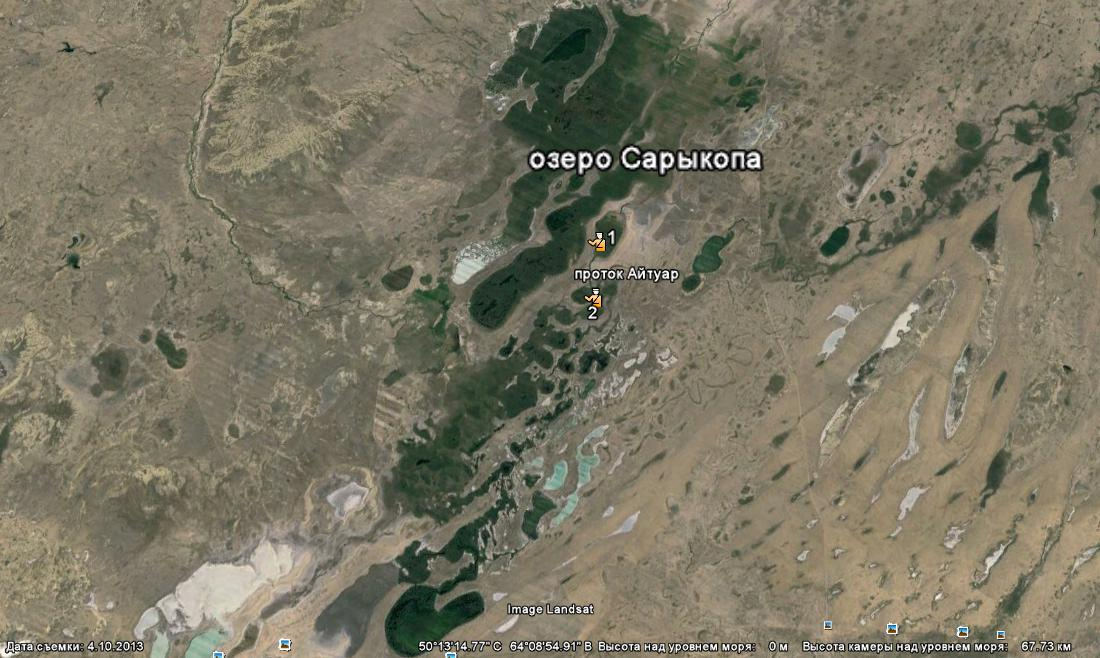 озеро Сарыкопа
1
проток Айтуар
2
Image Landsat
Дата съемки: 4.10.2013 50°13'14.77" С 64°08'54.91" В Высота над уровнем моря: 0 м Высота камеры над уровнем моря: 67.73 км